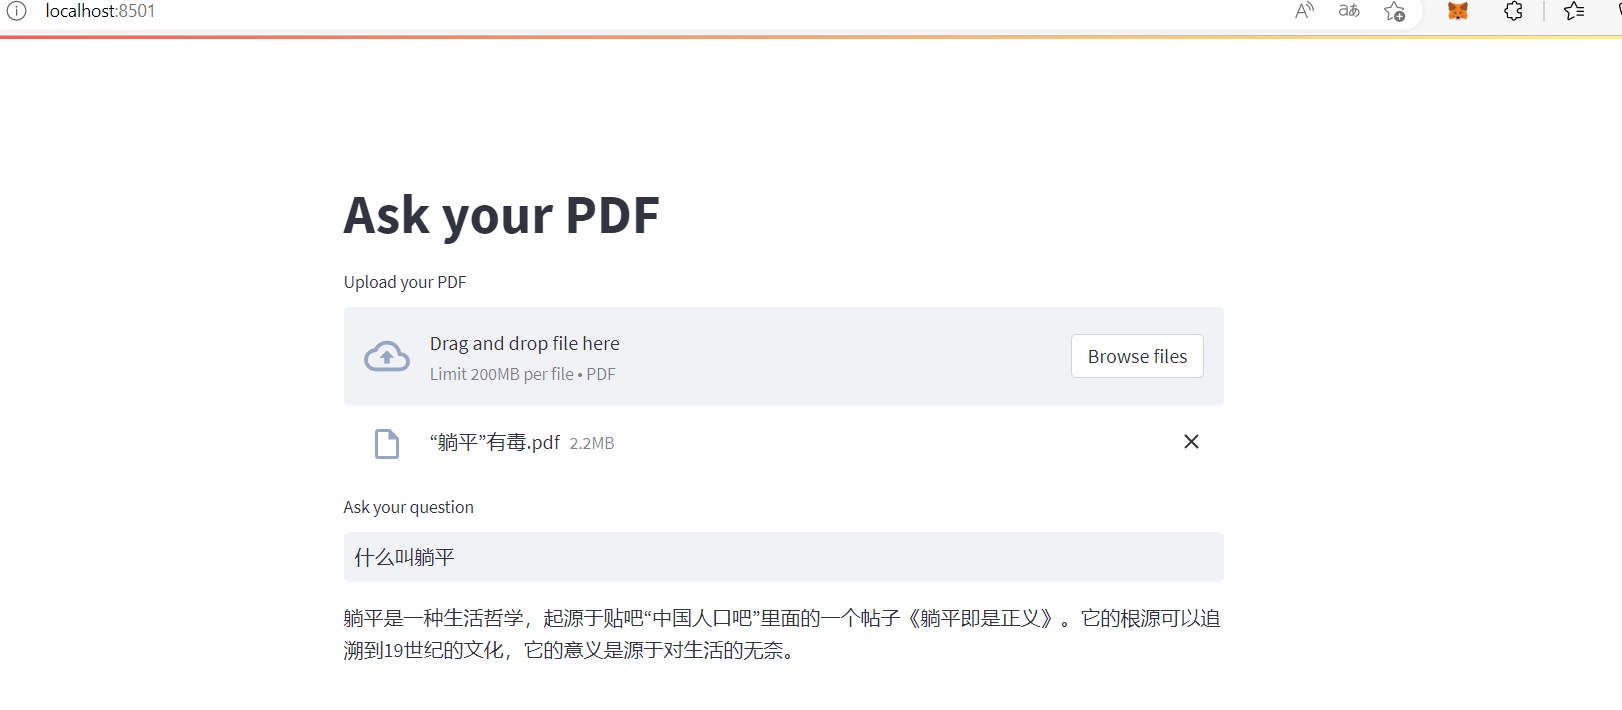 localhost:8501
Ask your PDF
Upload your PDF
Drag and drop file here
Limit 200MB per file • PDF
Browse files
“躺平”有毒.pdf 2.2MB
Ask your question
什么叫躺平
躺平是一种生活哲学，起源于贴吧“中国人口吧”里面的一个帖子《躺平即是正义》。它的根源可以追
溯到19世纪的文化，它的意义是源于对生活的无奈。